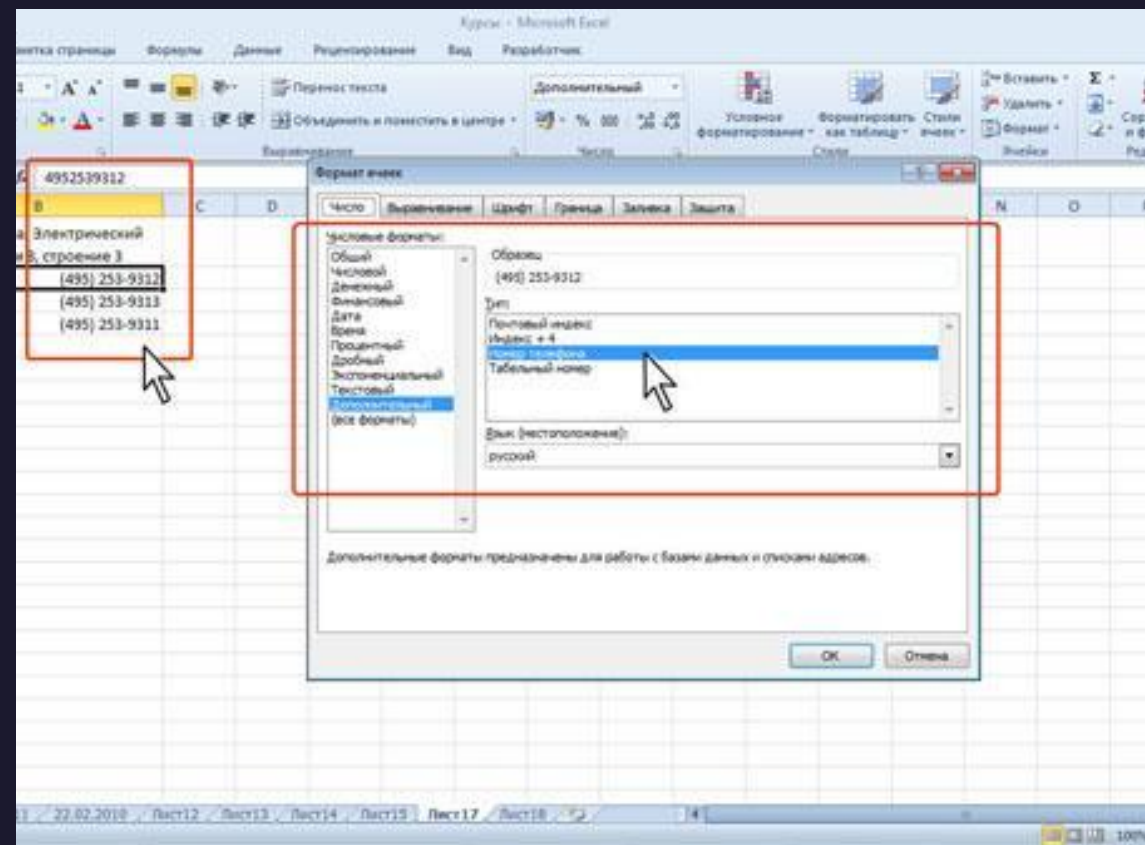 Курсы - Microsoft Excel
метка страницы Формулы Данные Рецензирование Вид Разработчик
Перенос текста
Дополнительный
Условное форматирование
Форматировать как таблицу
Стили ячеек
Вставить
Удалить
Формат
Объединить и поместить в центре
% 000
Выравнивание Число Стили Ячейки
4952539312
B C D N O
Электрический
, строение 3
(495) 253-9312
(495) 253-9313
(495) 253-9311
Формат ячеек
Число Выравнивание Шрифт Граница Заливка Защита
Числовые форматы:
Общий
Числовой
Денежный
Финансовый
Дата
Время
Процентный
Дробный
Экспоненциальный
Текстовый
Дополнительный
(все форматы)
Образец
(495) 253-9312
Тип:
Почтовый индекс
Индекс + 4
Номер телефона
Табельный номер
Язык (местоположение):
русский
Дополнительные форматы предназначены для работы с базами данных и списками адресов.
OK Отмена
22.02.2010 Лист12 Лист13 Лист14 Лист15 Лист17 Лист18
100%